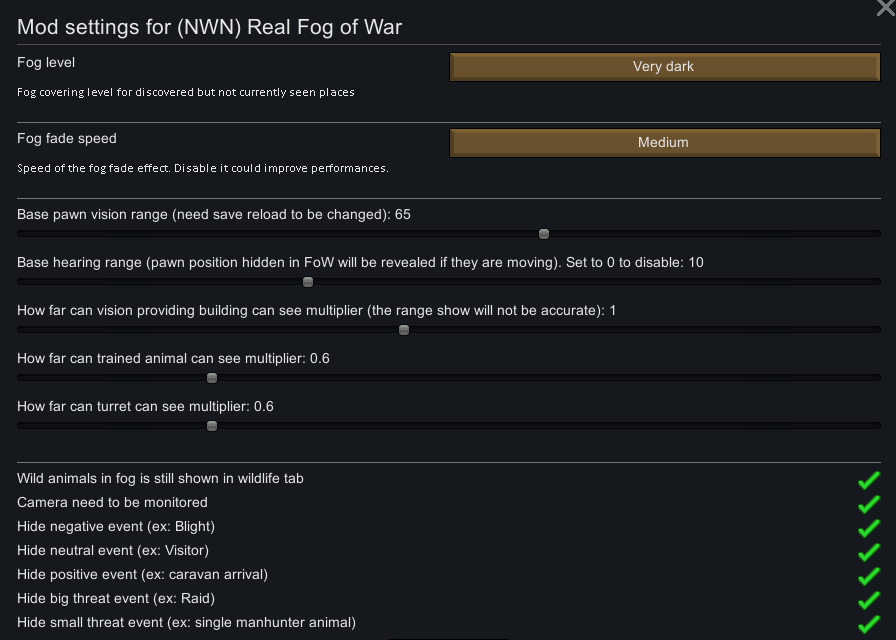 Mod settings for (NWN) Real Fog of War
Fog level
Very dark
Fog covering level for discovered but not currently seen places
Fog fade speed
Medium
Speed of the fog fade effect. Disable it could improve performances.
Base pawn vision range (need save reload to be changed): 65
Base hearing range (pawn position hidden in FoW will be revealed if they are moving). Set to 0 to disable: 10
How far can vision providing building can see multiplier (the range show will not be accurate): 1
How far can trained animal can see multiplier: 0.6
How far can turret can see multiplier: 0.6
Wild animals in fog is still shown in wildlife tab
Camera need to be monitored
Hide negative event (ex: Blight)
Hide neutral event (ex: Visitor)
Hide positive event (ex: caravan arrival)
Hide big threat event (ex: Raid)
Hide small threat event (ex: single manhunter animal)